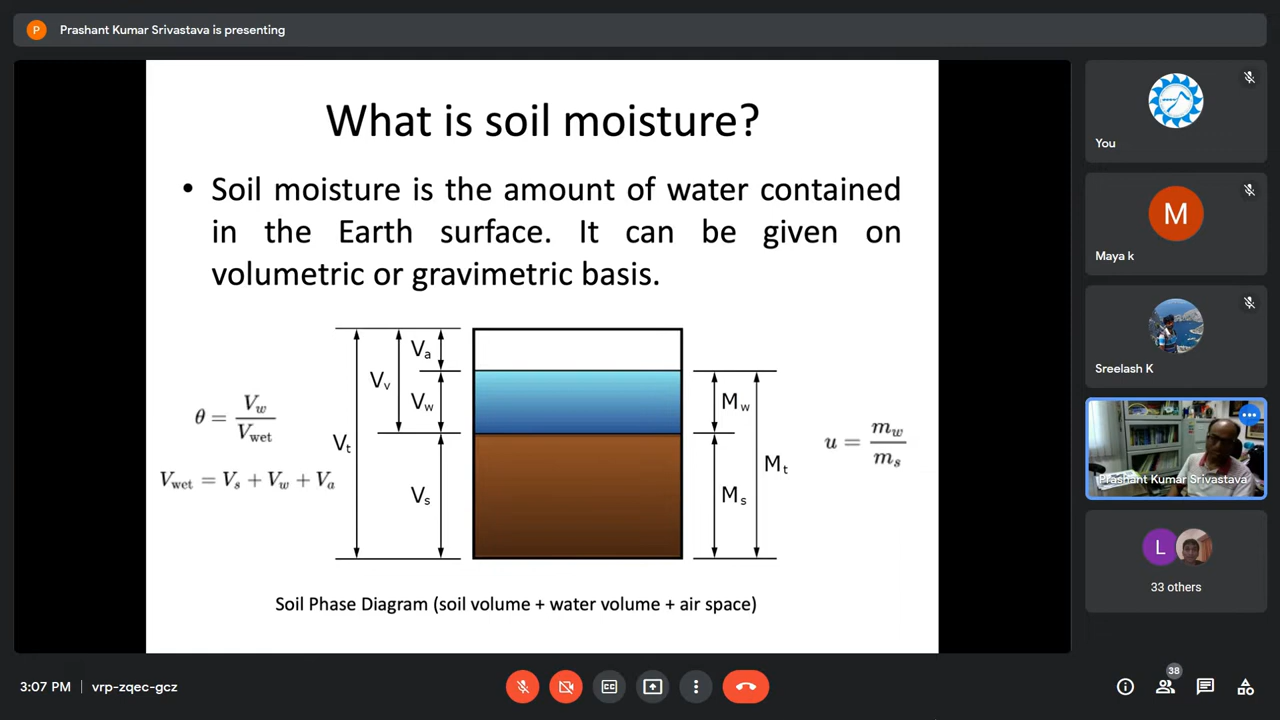 P
Prashant Kumar Srivastava is presenting
What is soil moisture?
• Soil moisture is the amount of water contained
in the Earth surface. It can be given on
volumetric or gravimetric basis.
Va
Vv
Vw
Vt
Vs
θ = Vw / Vwet
Vwet = Vs + Vw + Va
Mw
Mt
Ms
u = mw / ms
Soil Phase Diagram (soil volume + water volume + air space)
You
M
Maya k
Sreelash K
Prashant Kumar Srivastava
L
33 others
3:07 PM | vrp-zqec-gcz
CC
38